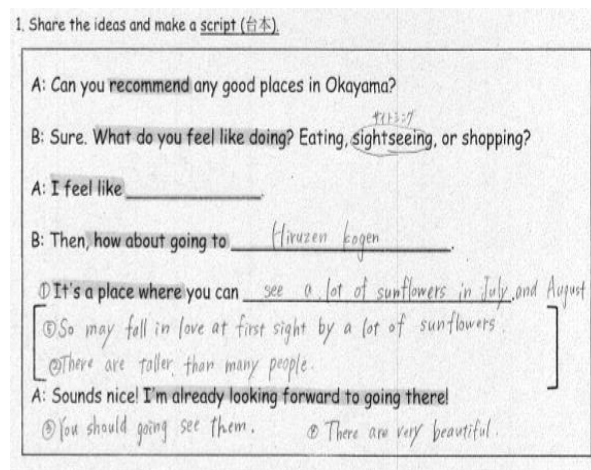 1. Share the ideas and make a script (台本).
A: Can you recommend any good places in Okayama?
サイトシング
B: Sure. What do you feel like doing? Eating, sightseeing, or shopping?
A: I feel like ____________.
B: Then, how about going to Hiruzen kogen.
① It's a place where you can see a lot of sunflowers in July, and August
⑤ So may fall in love at first sight by a lot of sunflowers.
② There are taller than many people.
A: Sounds nice! I'm already looking forward to going there!
③ You should going see them. ④ There are very beautiful.